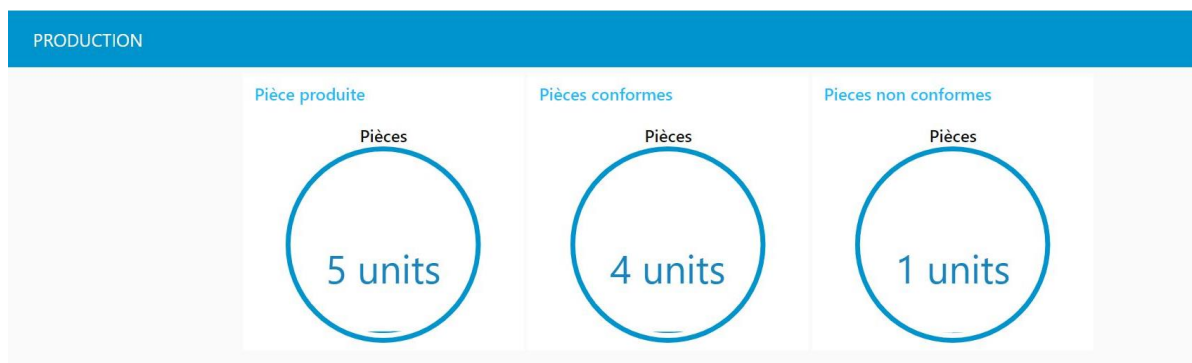 PRODUCTION
Pièce produite
Pièces
5 units
Pièces conformes
Pièces
4 units
Pieces non conformes
Pièces
1 units